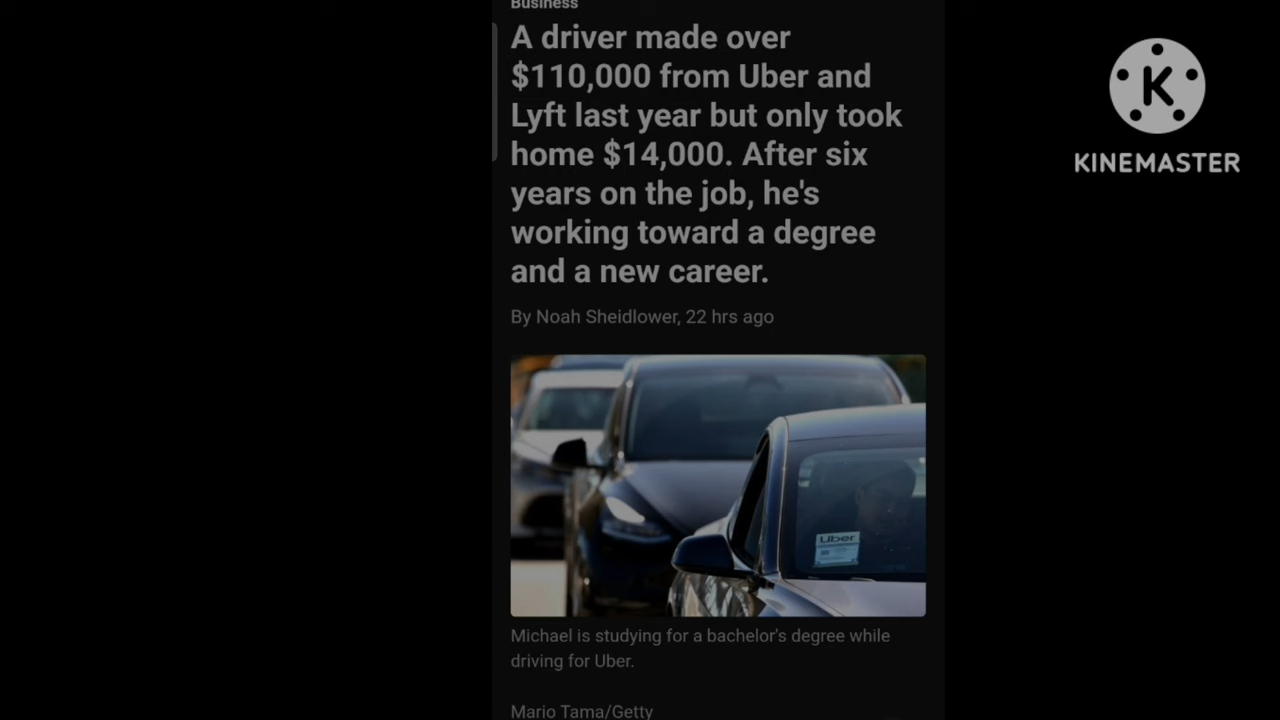 Business
A driver made over
$110,000 from Uber and
Lyft last year but only took
home $14,000. After six
years on the job, he's
working toward a degree
and a new career.
By Noah Sheidlower, 22 hrs ago
Uber
Michael is studying for a bachelor's degree while
driving for Uber.
Mario Tama/Getty
K
KINEMASTER